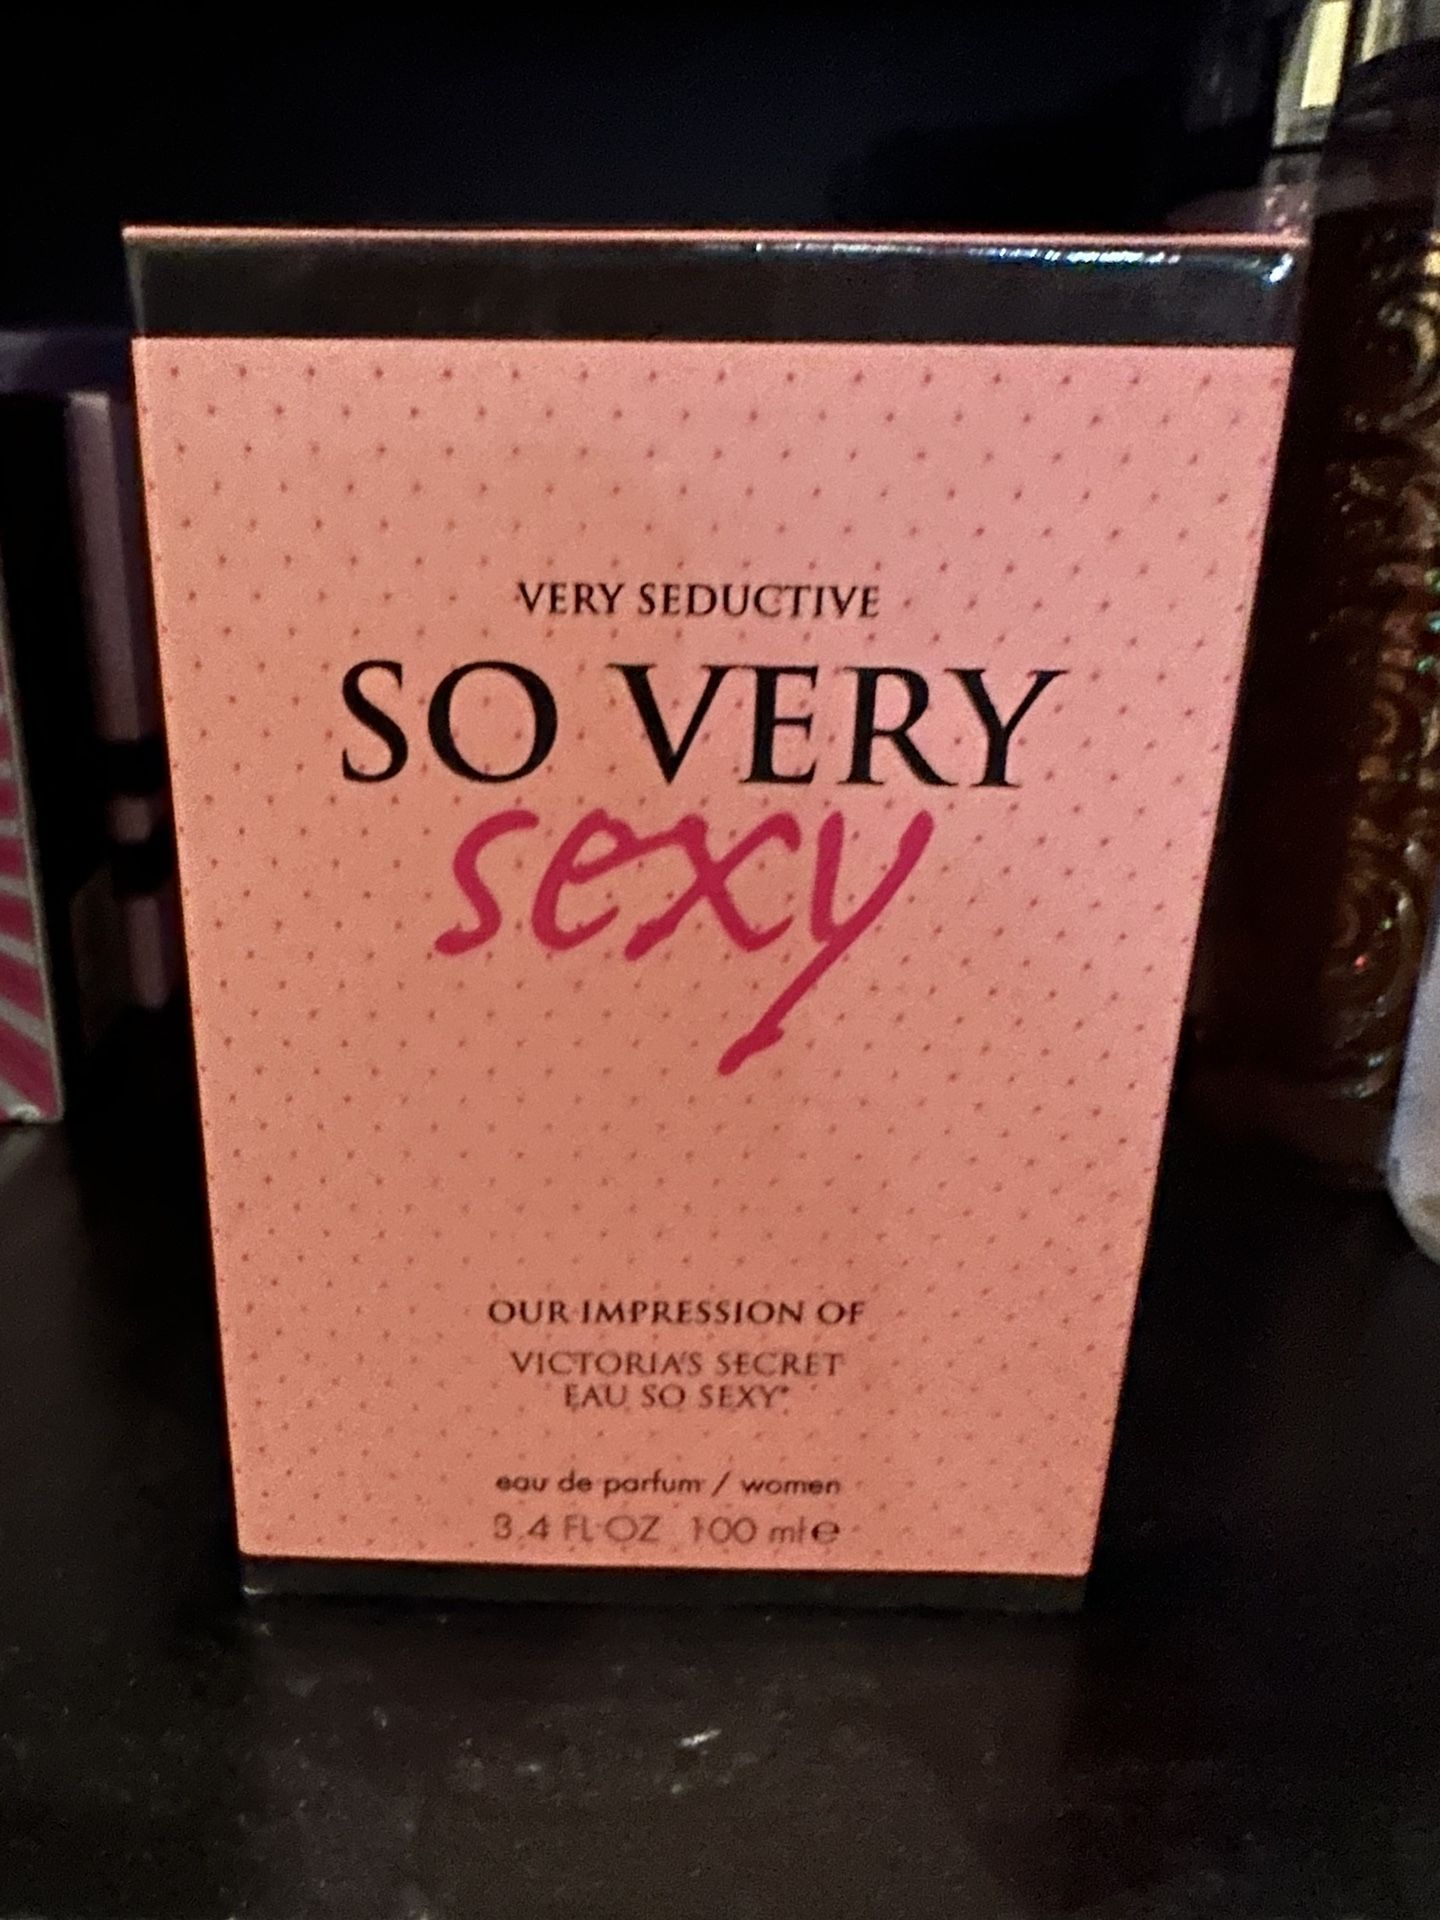 VERY SEDUCTIVE
SO VERY
sexy
OUR IMPRESSION OF
VICTORIA'S SECRET
EAU SO SEXY*
eau de parfum / women
3.4 FL OZ 100 ml ℮